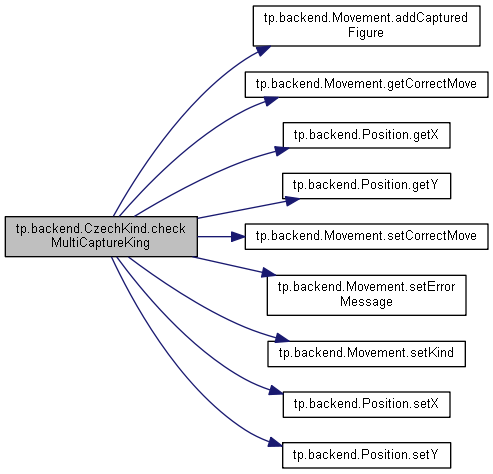 tp.backend.Movement.addCaptured
Figure
tp.backend.Movement.getCorrectMove
tp.backend.Position.getX
tp.backend.Position.getY
tp.backend.CzechKind.check
MultiCaptureKing
tp.backend.Movement.setCorrectMove
tp.backend.Movement.setError
Message
tp.backend.Movement.setKind
tp.backend.Position.setX
tp.backend.Position.setY